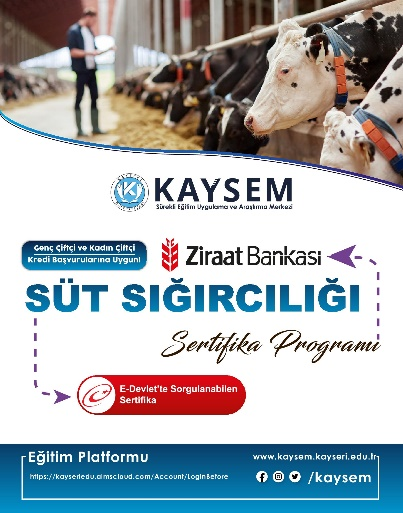 KAYSEM
Sürekli Eğitim Uygulama ve Araştırma Merkezi
Genç Çiftçi ve Kadın Çiftçi
Kredi Başvurularına Uygun!
Ziraat Bankası
SÜT SIĞIRCILIĞI
Sertifika Programı
E-Devlet'te Sorgulanabilen
Sertifika
Eğitim Platformu
www.kaysem.kayseri.edu.tr
https://kayseriedu.almscloud.com/Account/LoginBefore
/kaysem